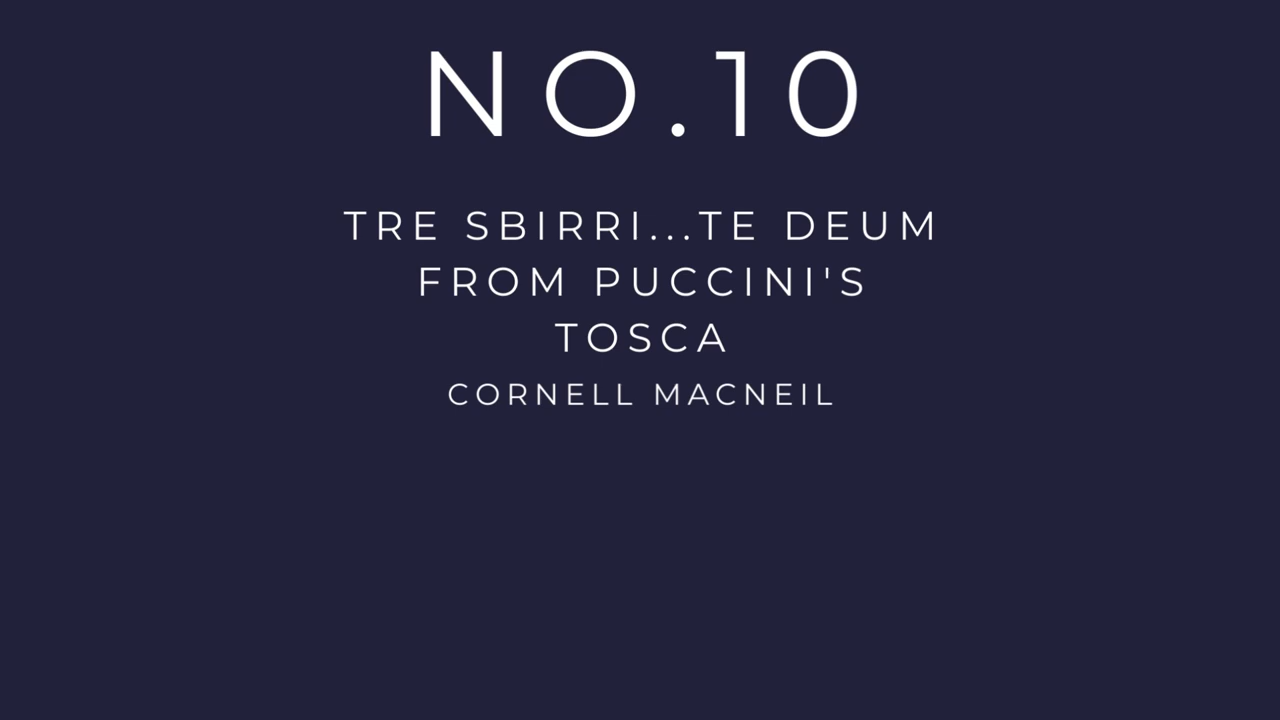 NO.10
TRE SBIRRI...TE DEUM
FROM PUCCINI'S
TOSCA
CORNELL MACNEIL